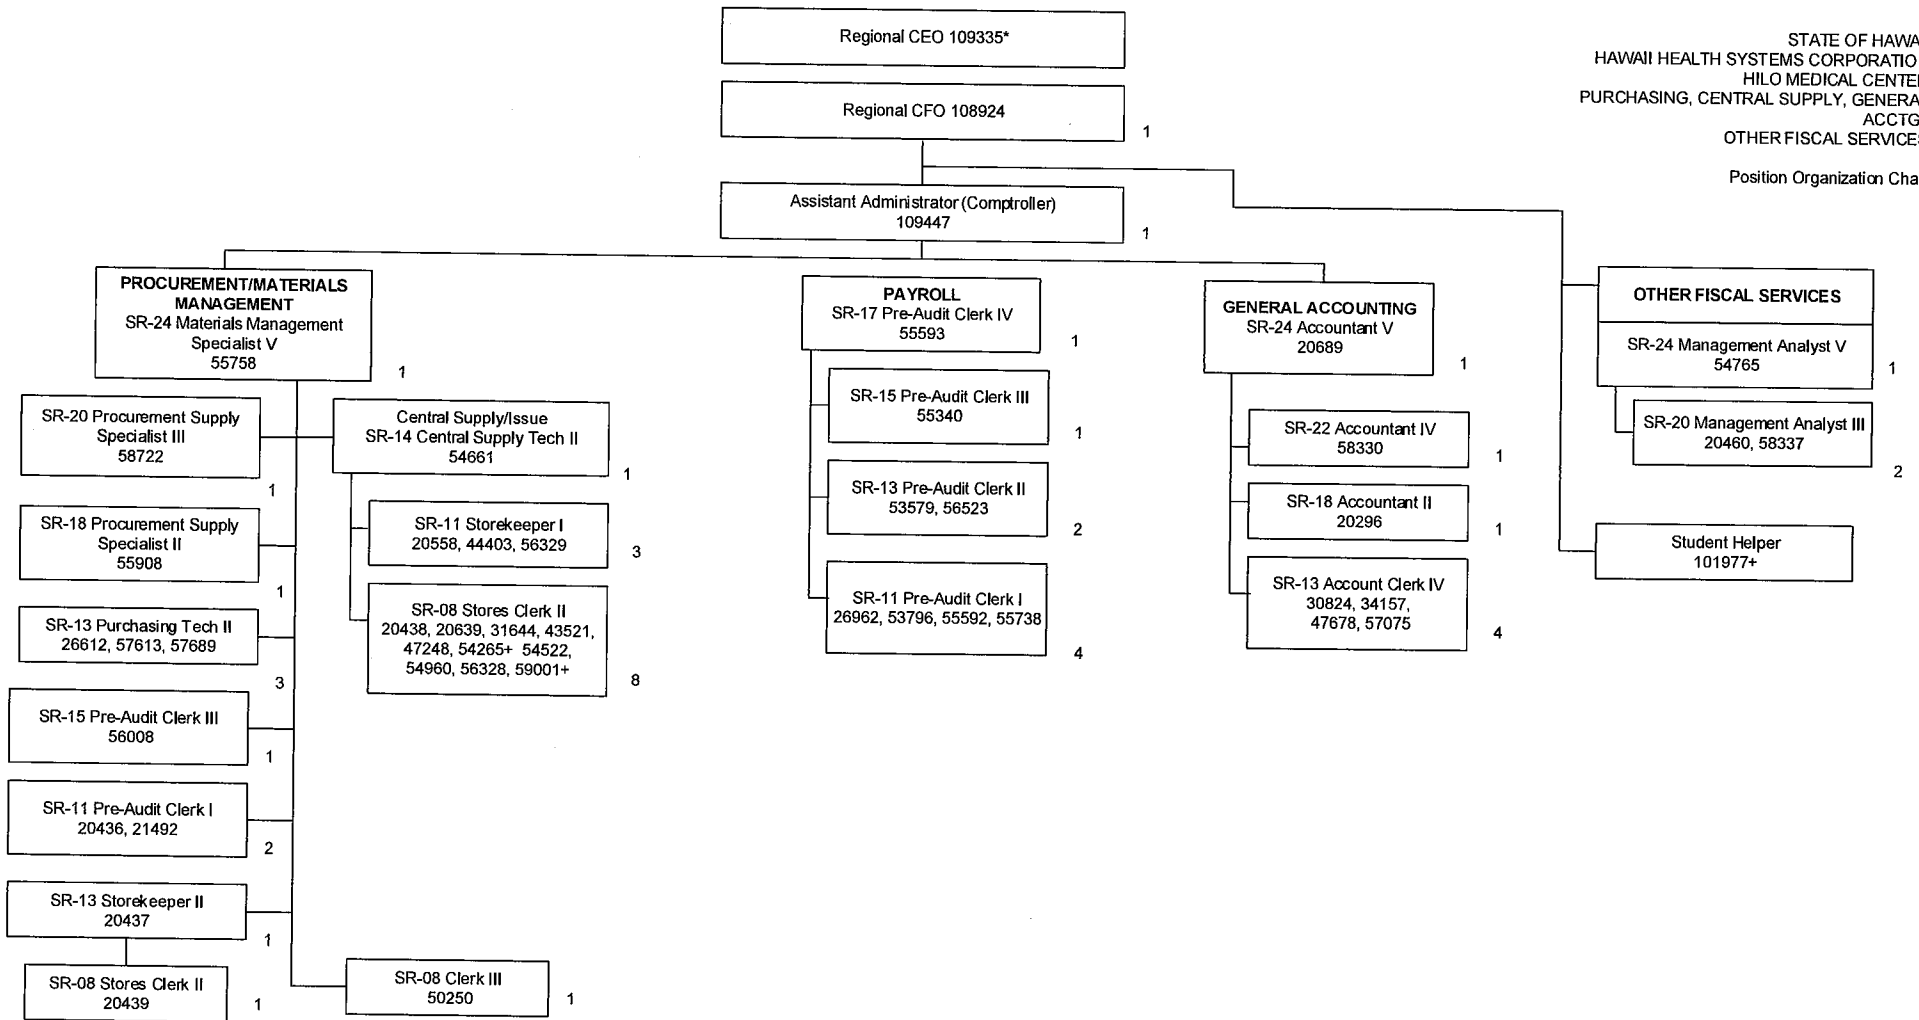 Regional CEO 109335*
STATE OF HAWA
HAWAII HEALTH SYSTEMS CORPORATIO
HILO MEDICAL CENTE
PURCHASING, CENTRAL SUPPLY, GENERA
ACCTG
OTHER FISCAL SERVICES
Position Organization Cha
Regional CFO 108924
1
Assistant Administrator (Comptroller)
109447
1
PROCUREMENT/MATERIALS
MANAGEMENT
SR-24 Materials Management
Specialist V
55758
1
SR-20 Procurement Supply
Specialist III
58722
1
Central Supply/Issue
SR-14 Central Supply Tech II
54661
1
SR-11 Storekeeper I
20558, 44403, 56329
3
SR-08 Stores Clerk II
20438, 20639, 31644, 43521,
47248, 54265+ 54522,
54960, 56328, 59001+
8
SR-18 Procurement Supply
Specialist II
55908
1
SR-13 Purchasing Tech II
26612, 57613, 57689
3
SR-15 Pre-Audit Clerk III
56008
1
SR-11 Pre-Audit Clerk I
20436, 21492
2
SR-13 Storekeeper II
20437
1
SR-08 Stores Clerk II
20439
1
SR-08 Clerk III
50250
1
PAYROLL
SR-17 Pre-Audit Clerk IV
55593
1
SR-15 Pre-Audit Clerk III
55340
1
SR-13 Pre-Audit Clerk II
53579, 56523
2
SR-11 Pre-Audit Clerk I
26962, 53796, 55592, 55738
4
GENERAL ACCOUNTING
SR-24 Accountant V
20689
1
SR-22 Accountant IV
58330
1
SR-18 Accountant II
20296
1
SR-13 Account Clerk IV
30824, 34157,
47678, 57075
4
OTHER FISCAL SERVICES
SR-24 Management Analyst V
54765
1
SR-20 Management Analyst III
20460, 58337
2
Student Helper
101977+